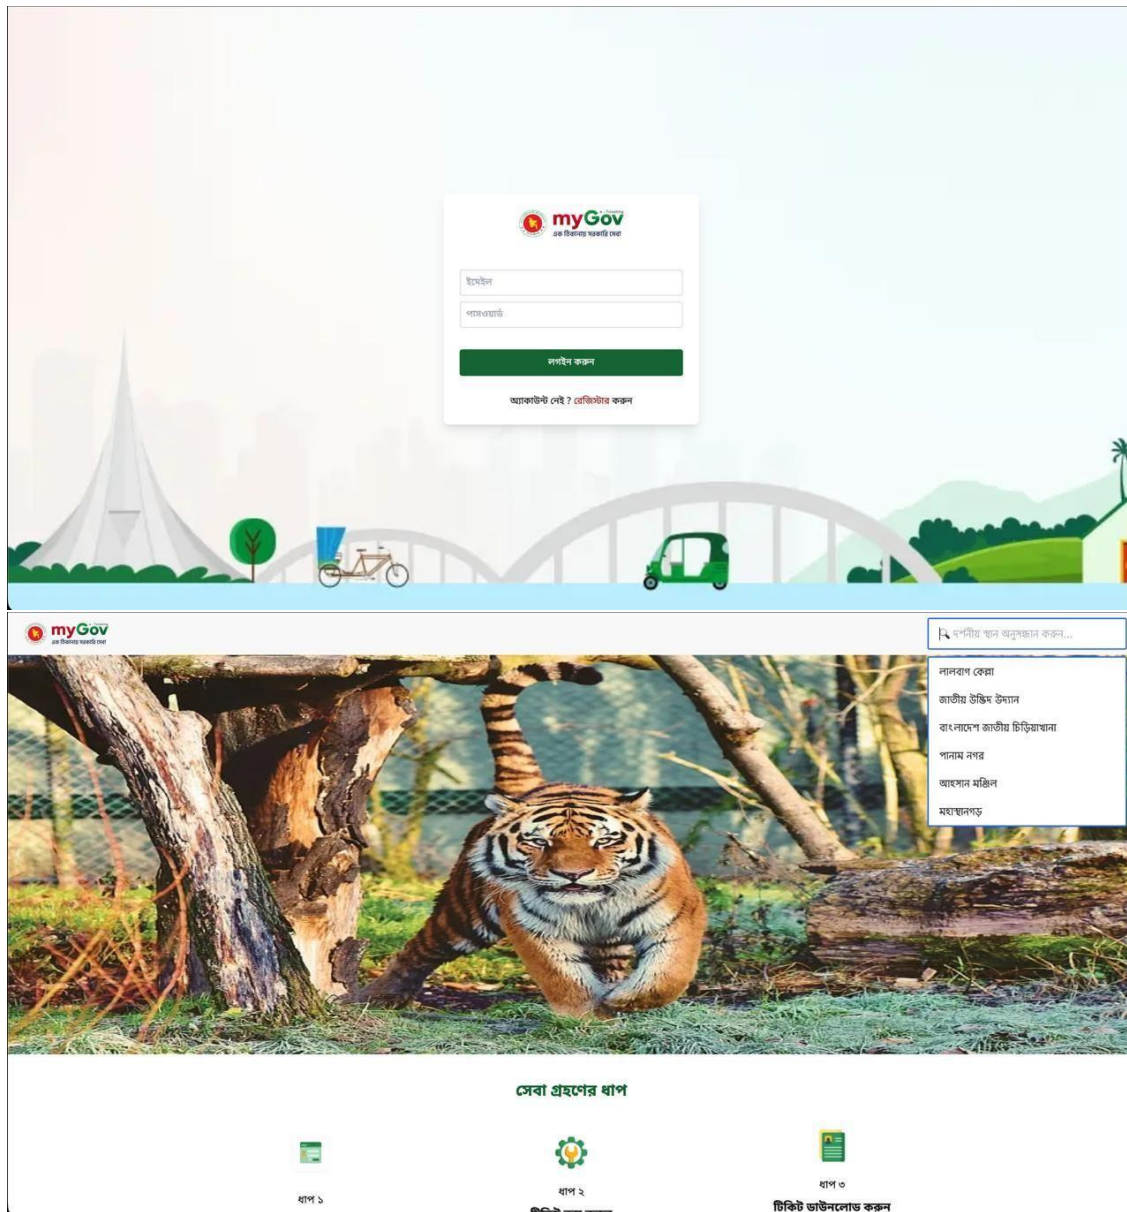 myGov
এক ঠিকানায় সরকারি সেবা
ইমেইল
পাসওয়ার্ড
লগইন করুন
অ্যাকাউন্ট নেই ? রেজিস্টার করুন
myGov
এক ঠিকানায় সরকারি সেবা
দর্শনীয় স্থান অনুসন্ধান করুন...
লালবাগ কেল্লা
জাতীয় উদ্ভিদ উদ্যান
বাংলাদেশ জাতীয় চিড়িয়াখানা
পানাম নগর
আহসান মঞ্জিল
মহাস্থানগড়
সেবা গ্রহণের ধাপ
ধাপ ১
ধাপ ২
ধাপ ৩
টিকিট ডাউনলোড করুন